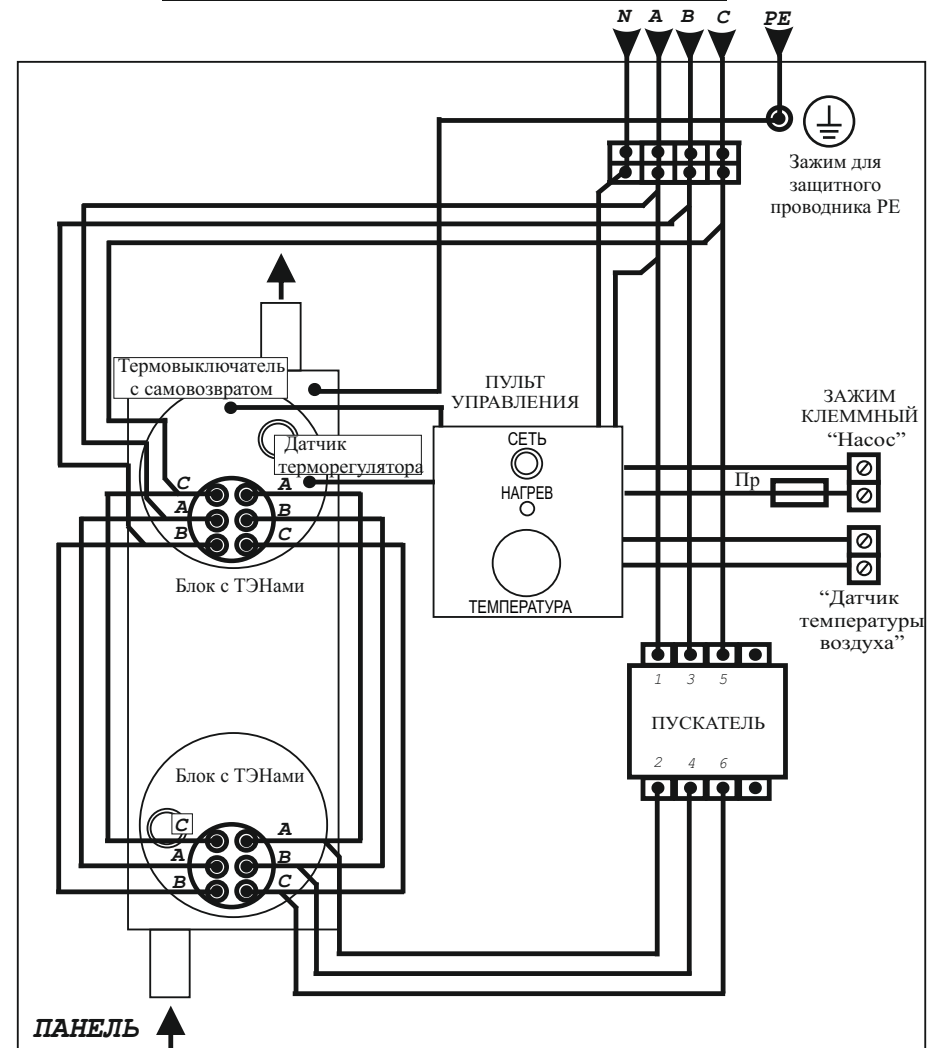 N A B C PE
Зажим для
защитного
проводника PE
Термовыключатель
с самовозвратом
ПУЛЬТ
УПРАВЛЕНИЯ
ЗАЖИМ
КЛЕММНЫЙ
“Насос”
СЕТЬ
Датчик
терморегулятора
Пр
НАГРЕВ
C A
A B
B C
Блок с ТЭНами
ТЕМПЕРАТУРА
“Датчик
температуры
воздуха”
1 3 5
ПУСКАТЕЛЬ
2 4 6
Блок с ТЭНами
C A
A B
B C
ПАНЕЛЬ